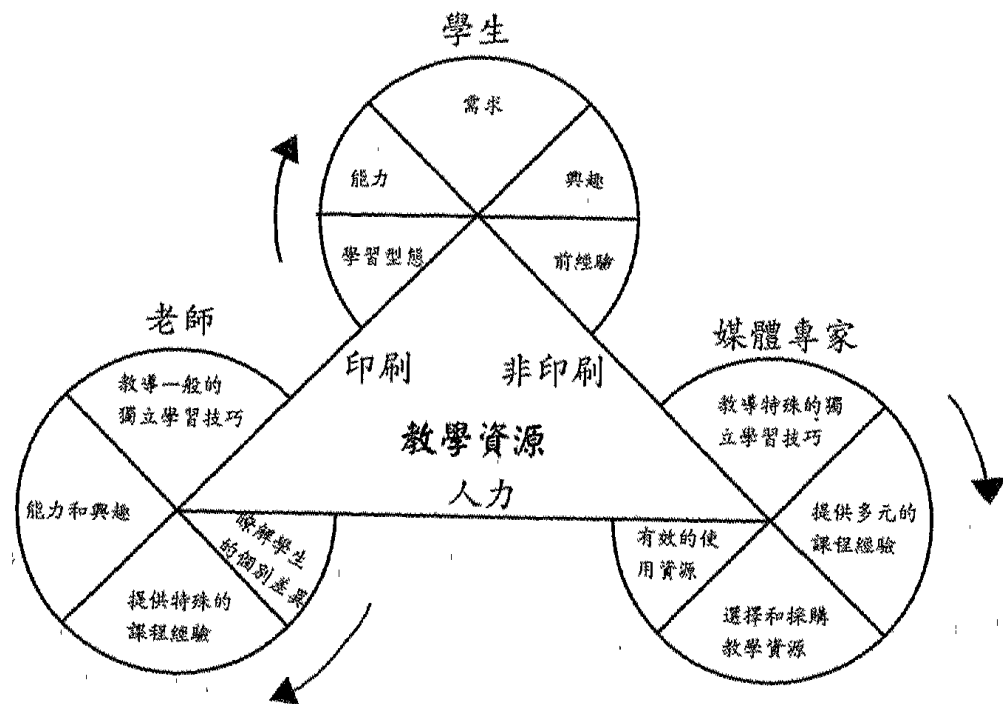 學生
需求
能力
興趣
學習型態
前經驗
老師
教導一般的
獨立學習技巧
能力和興趣
瞭解學生
的個別差異
提供特殊的
課程經驗
印刷
非印刷
教學資源
人力
媒體專家
教導特殊的獨
立學習技巧
提供多元的
課程經驗
有效的使
用資源
選擇和採購
教學資源